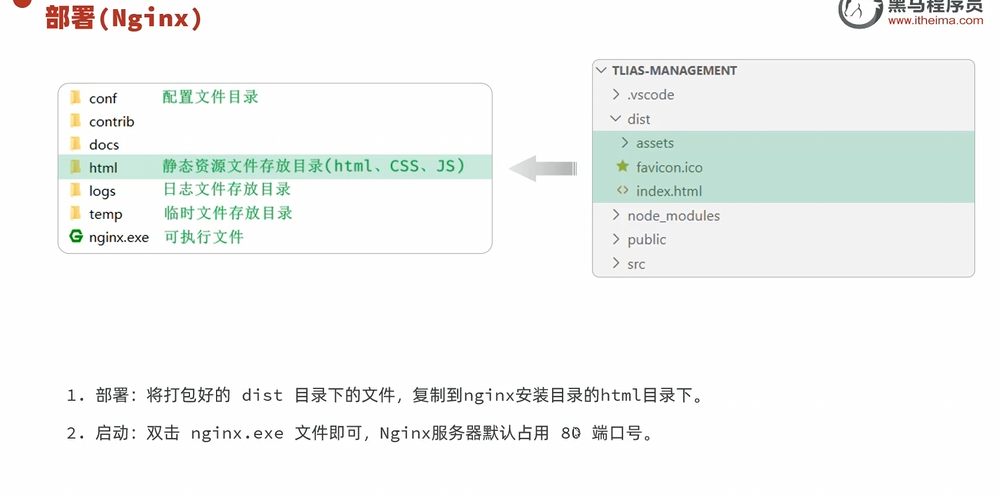 部署(Nginx)
黑马程序员
www.itheima.com
conf 配置文件目录
contrib
docs
html 静态资源文件存放目录(html、CSS、JS)
logs 日志文件存放目录
temp 临时文件存放目录
nginx.exe 可执行文件
TLIAS-MANAGEMENT
.vscode
dist
assets
favicon.ico
index.html
node_modules
public
src
1. 部署：将打包好的 dist 目录下的文件，复制到nginx安装目录的html目录下。
2. 启动：双击 nginx.exe 文件即可，Nginx服务器默认占用 80 端口号。